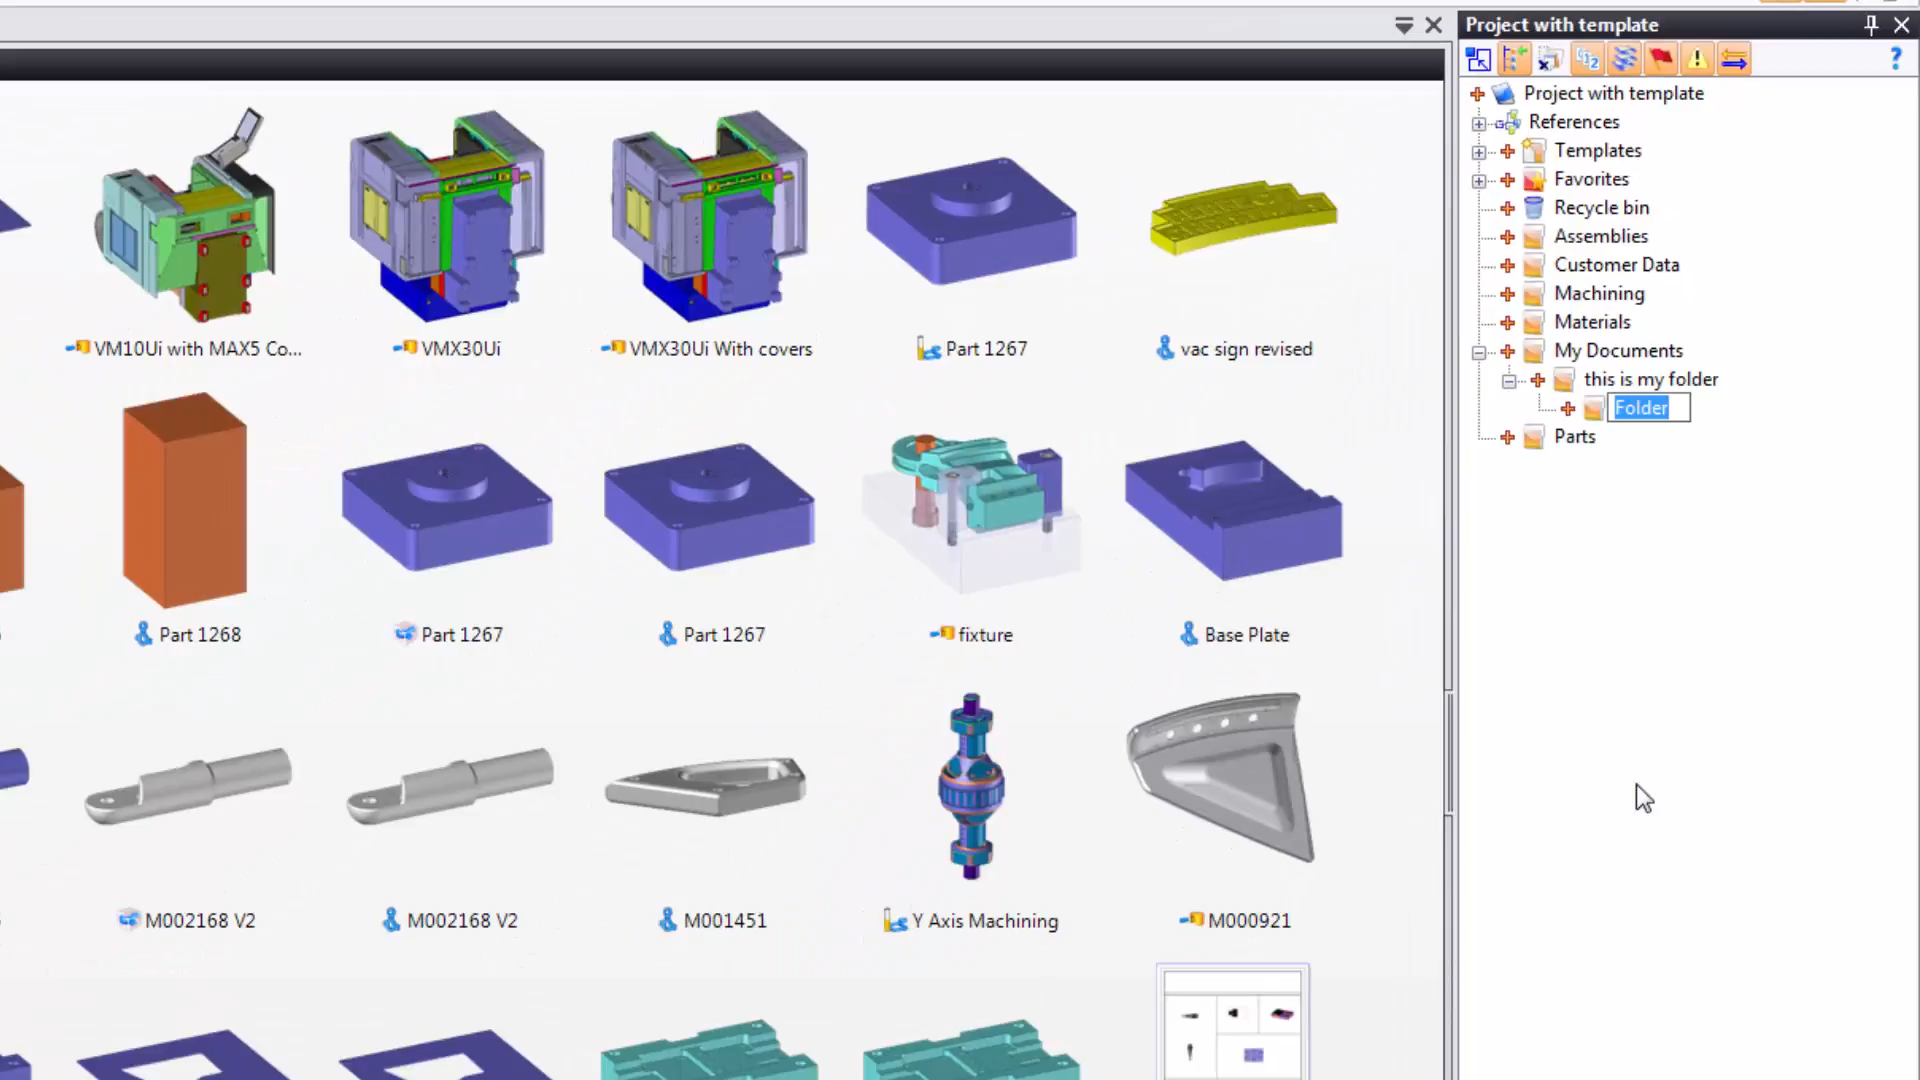 Project with template
?
Project with template
References
Templates
Favorites
Recycle bin
Assemblies
Customer Data
Machining
Materials
My Documents
this is my folder
Folder
Parts
VM10Ui with MAX5 Co...
VMX30Ui
VMX30Ui With covers
Part 1267
vac sign revised
Part 1268
Part 1267
Part 1267
fixture
Base Plate
M002168 V2
M002168 V2
M001451
Y Axis Machining
M000921